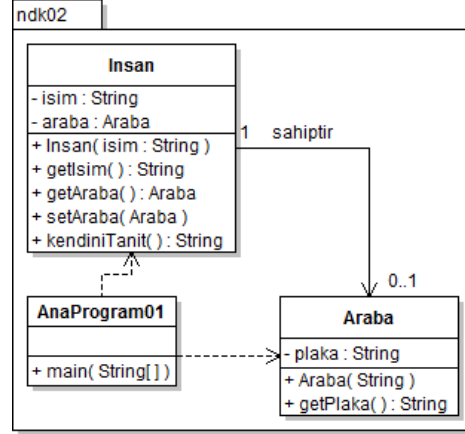 ndk02
Insan
- isim : String
- araba : Araba
+ Insan( isim : String )
+ getIsim( ) : String
+ getAraba( ) : Araba
+ setAraba( Araba )
+ kendiniTanit( ) : String
1 sahiptir
0..1
AnaProgram01
+ main( String[ ] )
Araba
- plaka : String
+ Araba( String )
+ getPlaka( ) : String